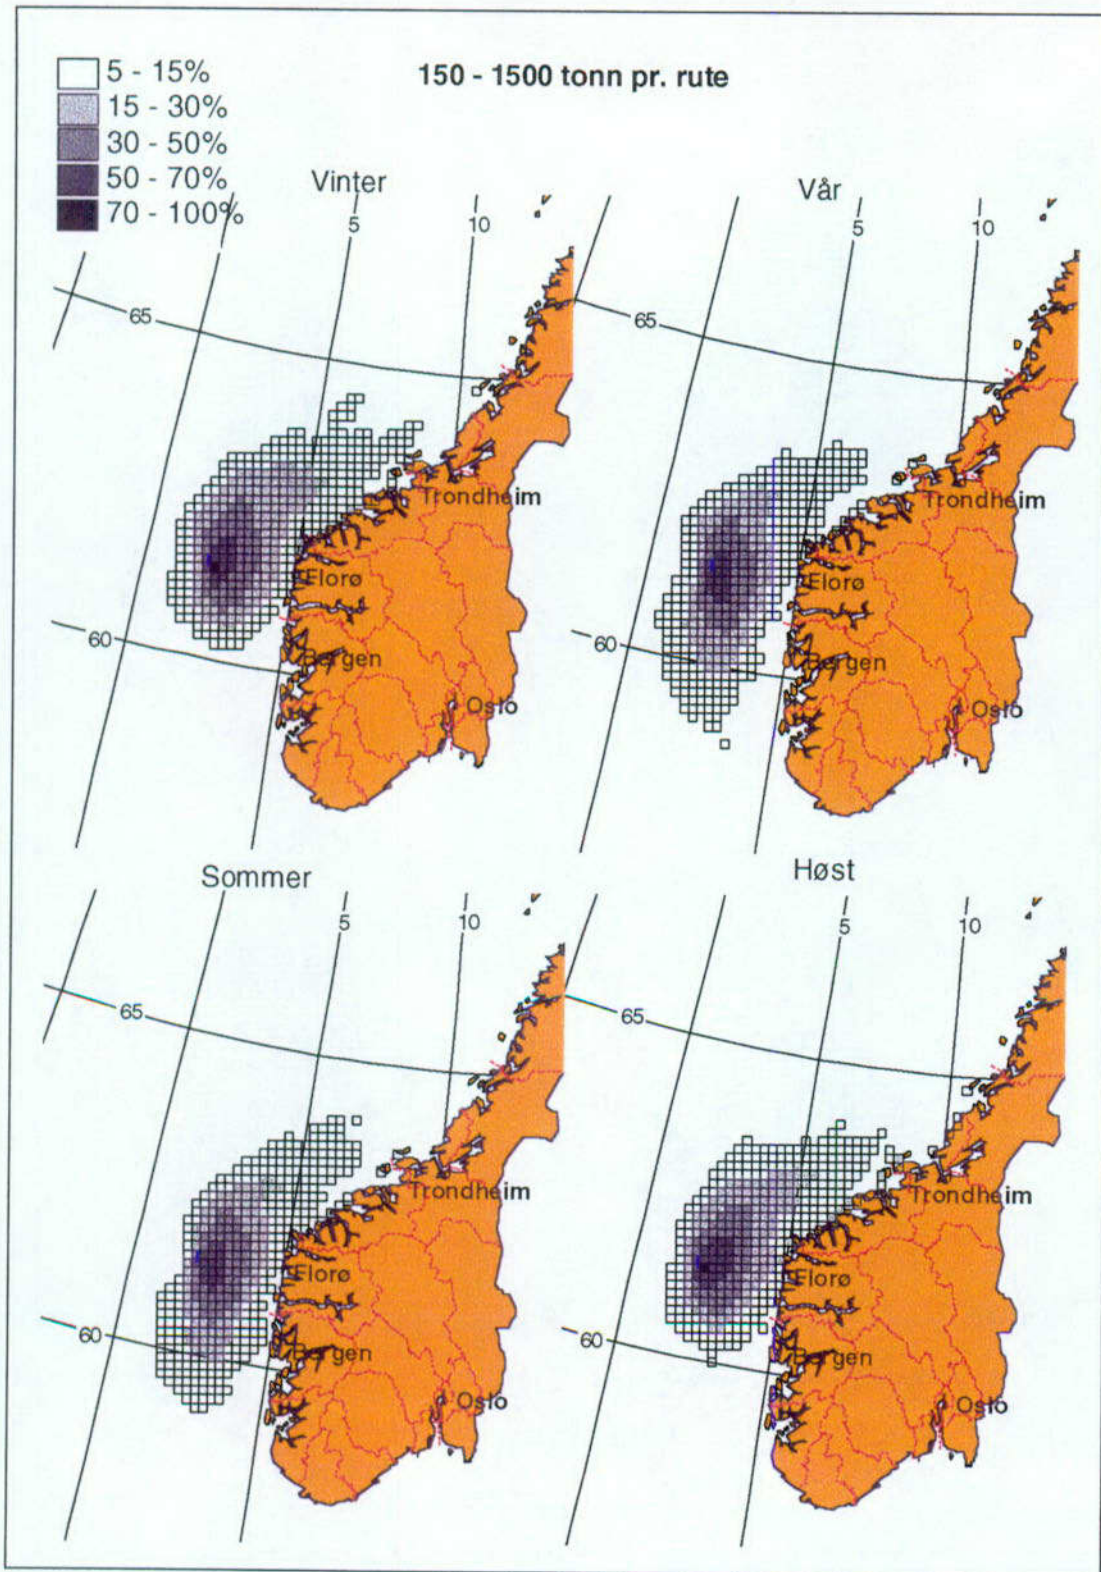 5 - 15%
15 - 30%
30 - 50%
50 - 70%
70 - 100%
150 - 1500 tonn pr. rute
Vinter
5
10
65
60
Trondheim
Florø
Bergen
Oslo
Vår
5
10
65
60
Trondheim
Florø
Bergen
Oslo
Sommer
5
10
65
60
Trondheim
Florø
Bergen
Oslo
Høst
5
10
65
60
Trondheim
Florø
Bergen
Oslo